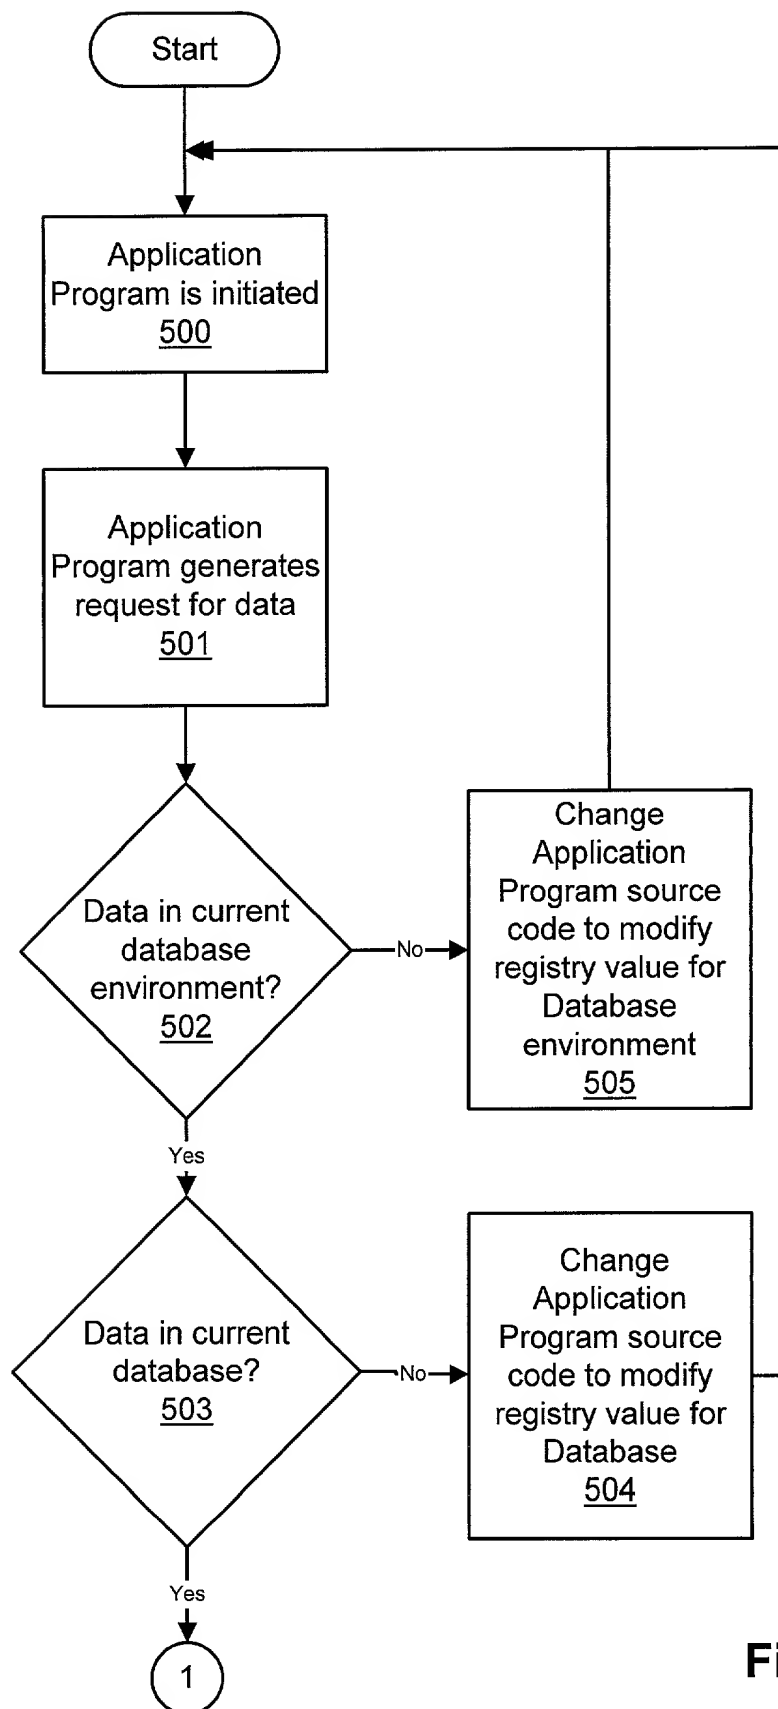 Start
Application
Program is initiated
500
Application
Program generates
request for data
501
Data in current
database
environment?
502
No
Change
Application
Program source
code to modify
registry value for
Database
environment
505
Yes
Data in current
database?
503
No
Change
Application
Program source
code to modify
registry value for
Database
504
Yes
1
Fi